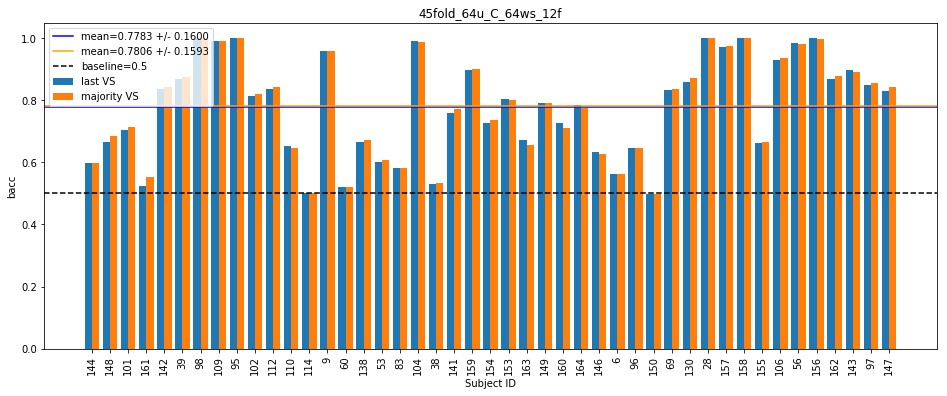 45fold_64u_C_64ws_12f
mean=0.7783 +/- 0.1600
mean=0.7806 +/- 0.1593
baseline=0.5
last VS
majority VS
bacc
1.0
0.8
0.6
0.4
0.2
0.0
144 148 101 161 142 39 98 109 95 102 112 110 114 9 60 138 53 83 104 38 141 159 154 153 163 149 160 164 146 6 96 150 69 130 28 157 158 155 106 56 156 162 143 97 147
Subject ID